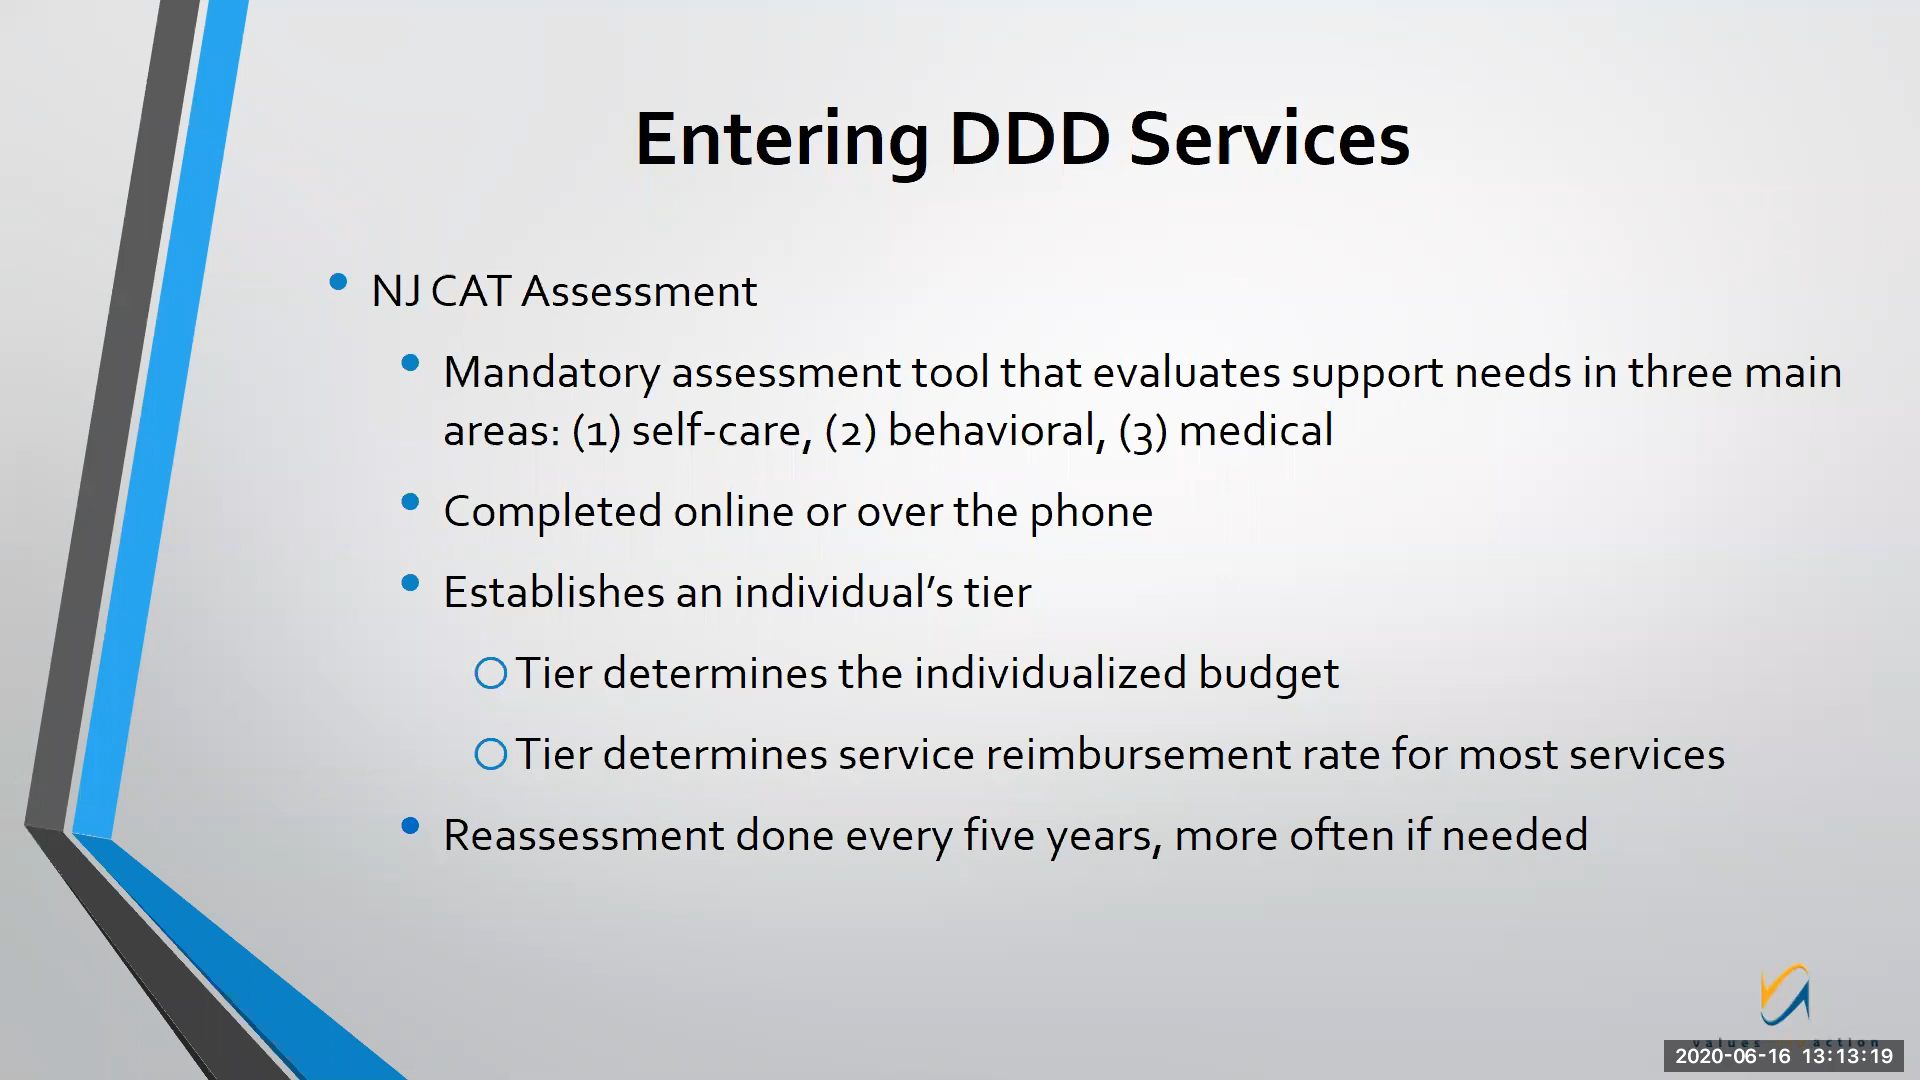 Entering DDD Services
NJ CAT Assessment
Mandatory assessment tool that evaluates support needs in three main
areas: (1) self-care, (2) behavioral, (3) medical
Completed online or over the phone
Establishes an individual’s tier
Tier determines the individualized budget
Tier determines service reimbursement rate for most services
Reassessment done every five years, more often if needed
values action
2020-06-16 13:13:19